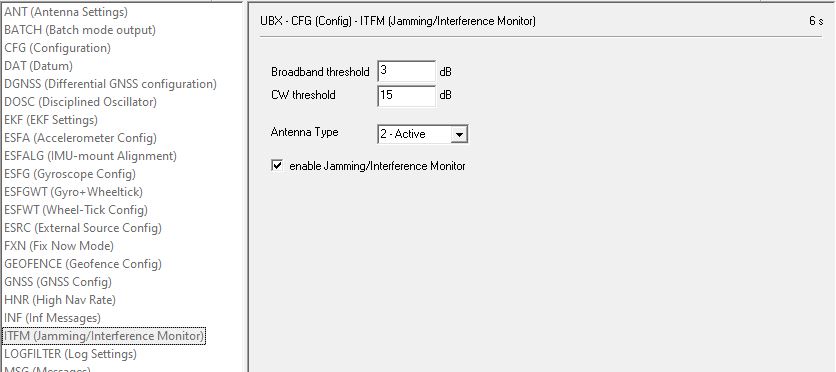 ANT (Antenna Settings)
BATCH (Batch mode output)
CFG (Configuration)
DAT (Datum)
DGNSS (Differential GNSS configuration)
DOSC (Disciplined Oscillator)
EKF (EKF Settings)
ESFA (Accelerometer Config)
ESFALG (IMU-mount Alignment)
ESFG (Gyroscope Config)
ESFGWT (Gyro+Wheeltick)
ESFWT (Wheel-Tick Config)
ESRC (External Source Config)
FXN (Fix Now Mode)
GEOFENCE (Geofence Config)
GNSS (GNSS Config)
HNR (High Nav Rate)
INF (Inf Messages)
ITFM (Jamming/Interference Monitor)
LOGFILTER (Log Settings)
MSG (Messages)
UBX - CFG (Config) - ITFM (Jamming/Interference Monitor) 6 s
Broadband threshold 3 dB
CW threshold 15 dB
Antenna Type 2 - Active
enable Jamming/Interference Monitor